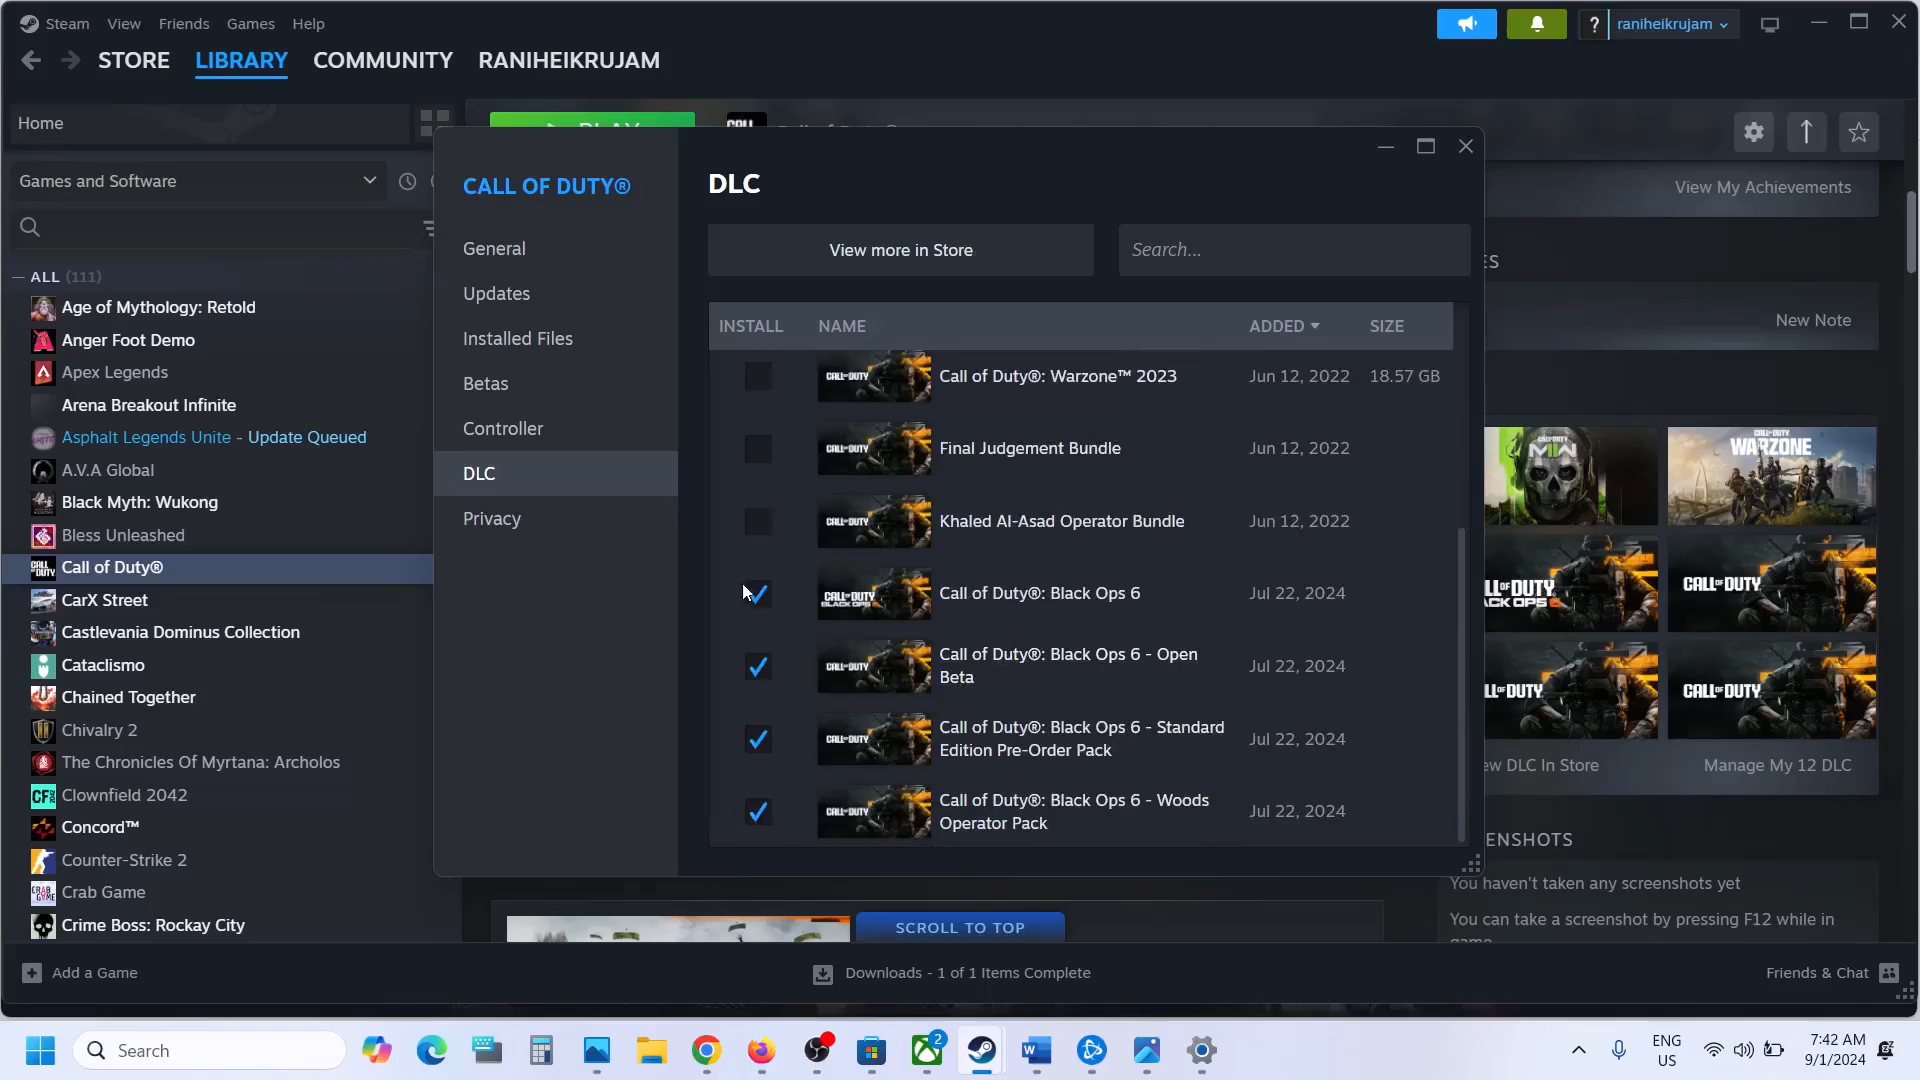 Steam View Friends Games Help
? raniheikrujam
STORE LIBRARY COMMUNITY RANIHEIKRUJAM
Home
Games and Software
ALL (111)
Age of Mythology: Retold
Anger Foot Demo
Apex Legends
Arena Breakout Infinite
Asphalt Legends Unite - Update Queued
A.V.A Global
Black Myth: Wukong
Bless Unleashed
Call of Duty®
CarX Street
Castlevania Dominus Collection
Cataclismo
Chained Together
Chivalry 2
The Chronicles Of Myrtana: Archolos
Clownfield 2042
Concord™
Counter-Strike 2
Crab Game
Crime Boss: Rockay City
CALL OF DUTY®
General
Updates
Installed Files
Betas
Controller
DLC
Privacy
DLC
View more in Store
Search...
INSTALL NAME ADDED SIZE
Call of Duty®: Warzone™ 2023 Jun 12, 2022 18.57 GB
Final Judgement Bundle Jun 12, 2022
Khaled Al-Asad Operator Bundle Jun 12, 2022
Call of Duty®: Black Ops 6 Jul 22, 2024
Call of Duty®: Black Ops 6 - Open
Beta
Jul 22, 2024
Call of Duty®: Black Ops 6 - Standard
Edition Pre-Order Pack
Jul 22, 2024
Call of Duty®: Black Ops 6 - Woods
Operator Pack
Jul 22, 2024
View My Achievements
New Note
WARZONE
CALL OF DUTY
CALL OF DUTY
DLC In Store
Manage My 12 DLC
You haven't taken any screenshots yet
You can take a screenshot by pressing F12 while in
SCROLL TO TOP
Add a Game
Downloads - 1 of 1 Items Complete
Friends & Chat
Search
2
ENG
US
7:42 AM
9/1/2024